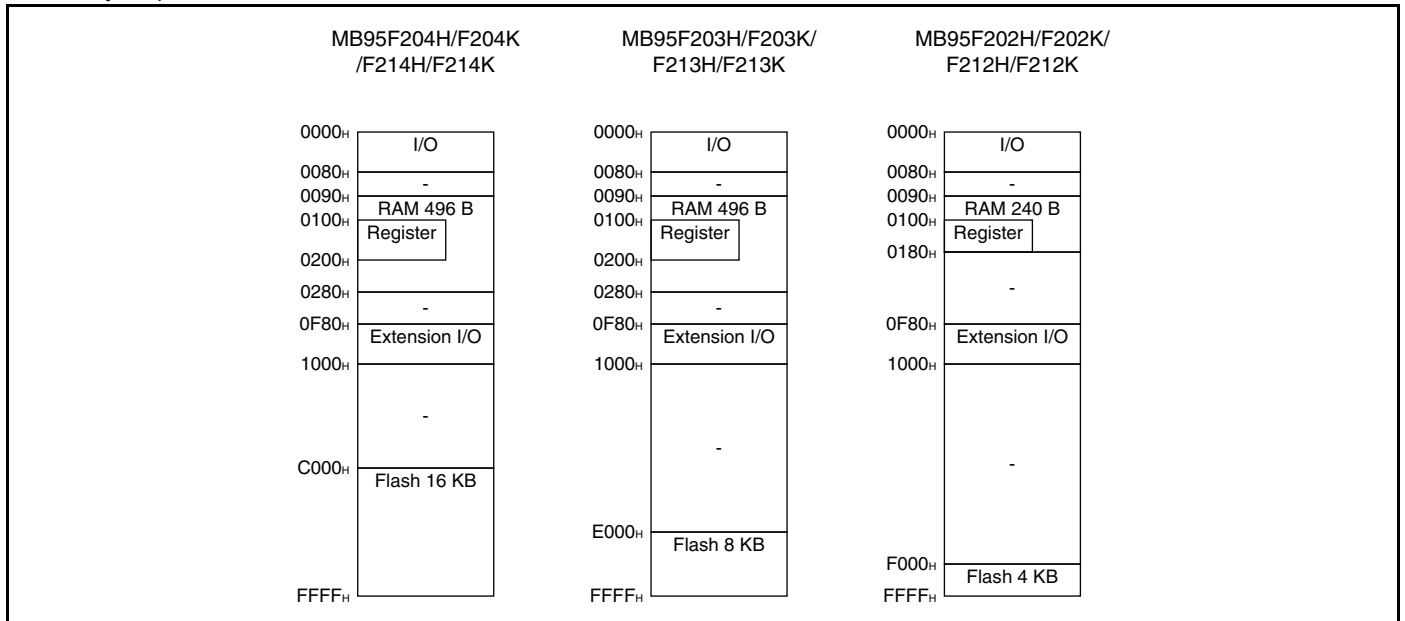 MB95F204H/F204K
/F214H/F214K
0000H
I/O
0080H
-
0090H
RAM 496 B
0100H
Register
0200H
0280H
-
0F80H
Extension I/O
1000H
-
C000H
Flash 16 KB
FFFFH
MB95F203H/F203K/
F213H/F213K
0000H
I/O
0080H
-
0090H
RAM 496 B
0100H
Register
0200H
0280H
-
0F80H
Extension I/O
1000H
-
E000H
Flash 8 KB
FFFFH
MB95F202H/F202K/
F212H/F212K
0000H
I/O
0080H
-
0090H
RAM 240 B
0100H
Register
0180H
-
0F80H
Extension I/O
1000H
-
F000H
Flash 4 KB
FFFFH